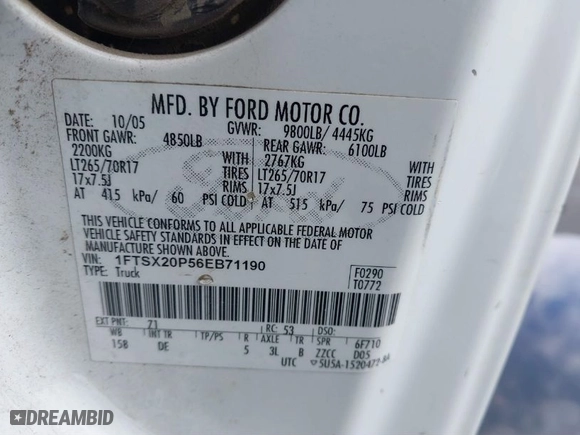 MFD. BY FORD MOTOR CO.
DATE: 10/05 GVWR: 9800LB/ 4445KG
FRONT GAWR: 4850LB REAR GAWR: 6100LB
2200KG WITH 2767KG WITH
LT265/70R17 TIRES LT265/70R17 TIRES
17x7.5J RIMS 17x7.5J RIMS
AT 415 kPa/ 60 PSI COLD AT 515 kPa/ 75 PSI COLD
THIS VEHICLE CONFORMS TO ALL APPLICABLE FEDERAL MOTOR
VEHICLE SAFETY STANDARDS IN EFFECT ON THE DATE OF
MANUFACTURE SHOWN ABOVE.
VIN: 1FTSX20P56EB71190
TYPE: Truck
F0290
T0772
EXT PNT: Z1 RC: 53 DSO:
WB INT TR TP/PS R AXLE TR SPR 6F710
158 DE 5 3L B ZZCC D05
UTC
DREAMBID